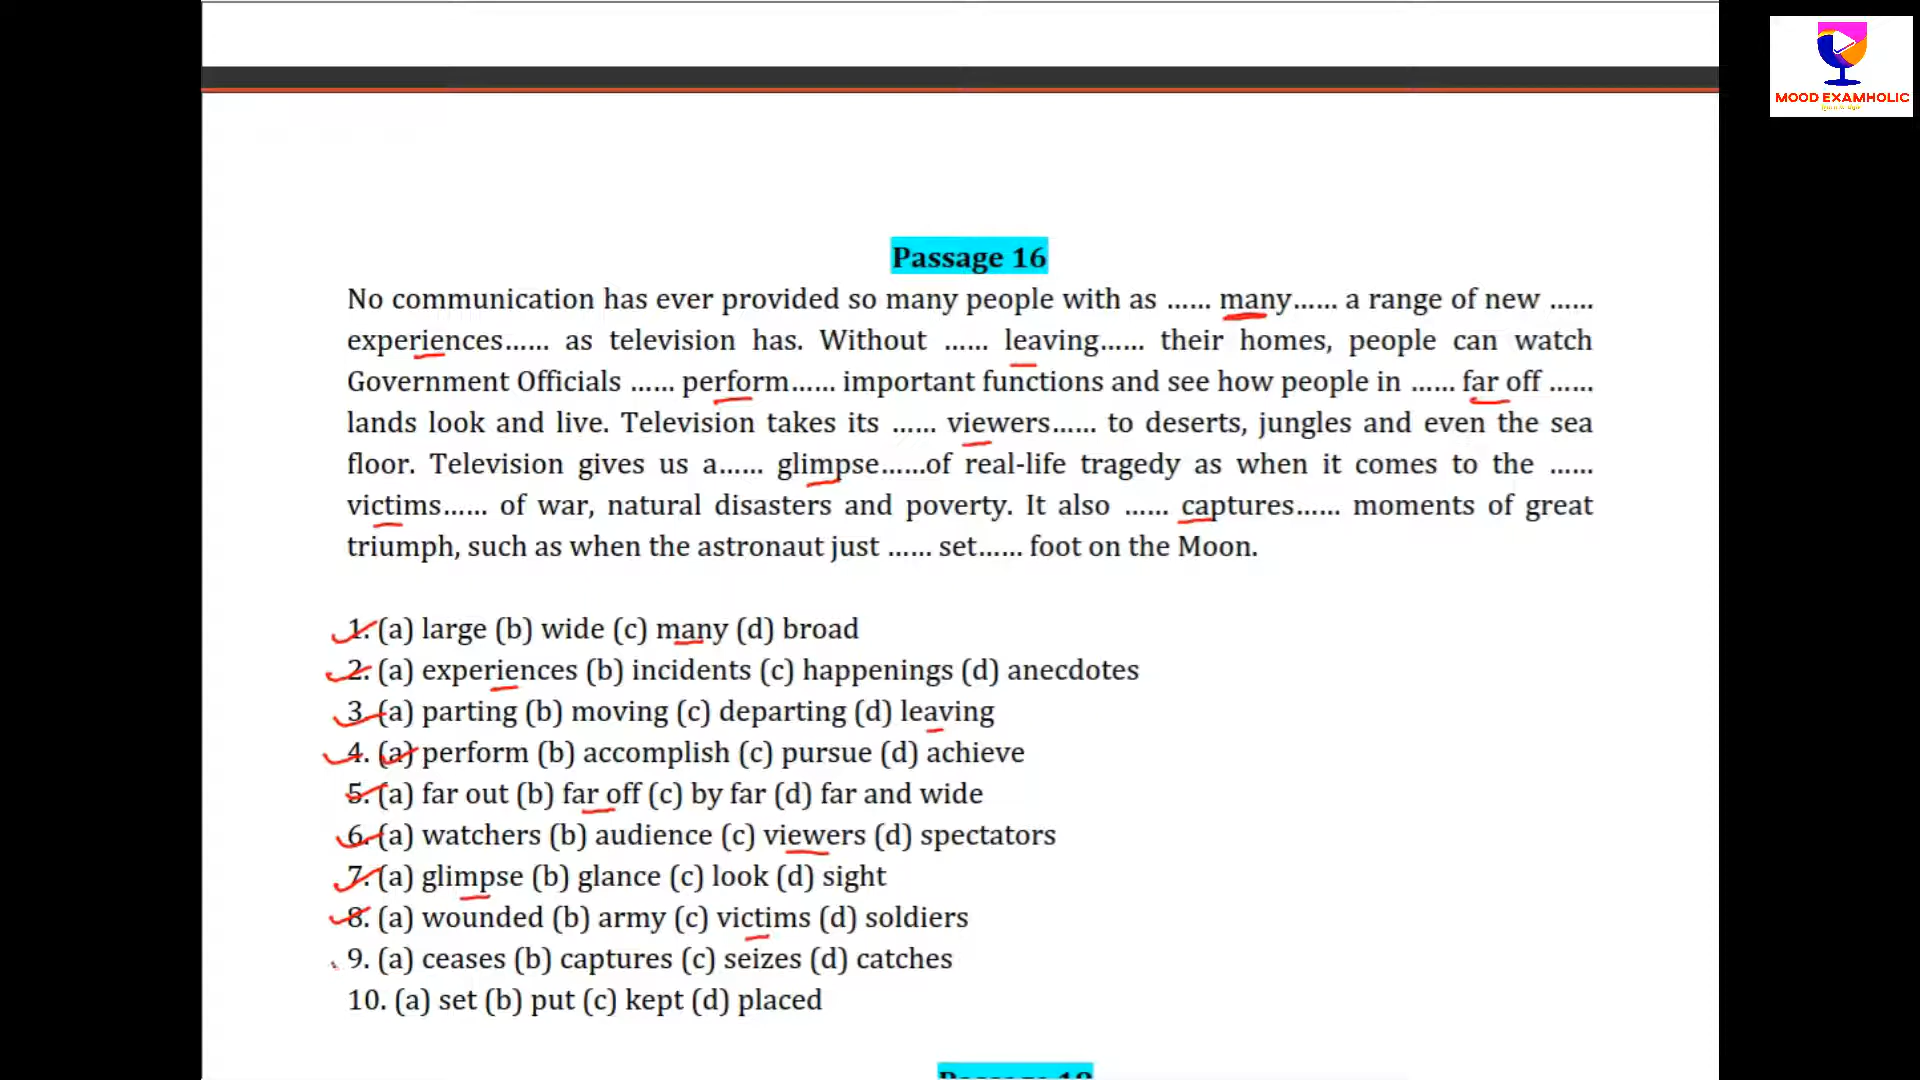 MOOD EXAMHOLIC
Passage 16
No communication has ever provided so many people with as ...... many...... a range of new ......
experiences...... as television has. Without ...... leaving...... their homes, people can watch
Government Officials ...... perform...... important functions and see how people in ...... far off ......
lands look and live. Television takes its ...... viewers...... to deserts, jungles and even the sea
floor. Television gives us a...... glimpse......of real-life tragedy as when it comes to the ......
victims...... of war, natural disasters and poverty. It also ...... captures...... moments of great
triumph, such as when the astronaut just ...... set...... foot on the Moon.
1. (a) large (b) wide (c) many (d) broad
2. (a) experiences (b) incidents (c) happenings (d) anecdotes
3. (a) parting (b) moving (c) departing (d) leaving
4. (a) perform (b) accomplish (c) pursue (d) achieve
5. (a) far out (b) far off (c) by far (d) far and wide
6. (a) watchers (b) audience (c) viewers (d) spectators
7. (a) glimpse (b) glance (c) look (d) sight
8. (a) wounded (b) army (c) victims (d) soldiers
9. (a) ceases (b) captures (c) seizes (d) catches
10. (a) set (b) put (c) kept (d) placed